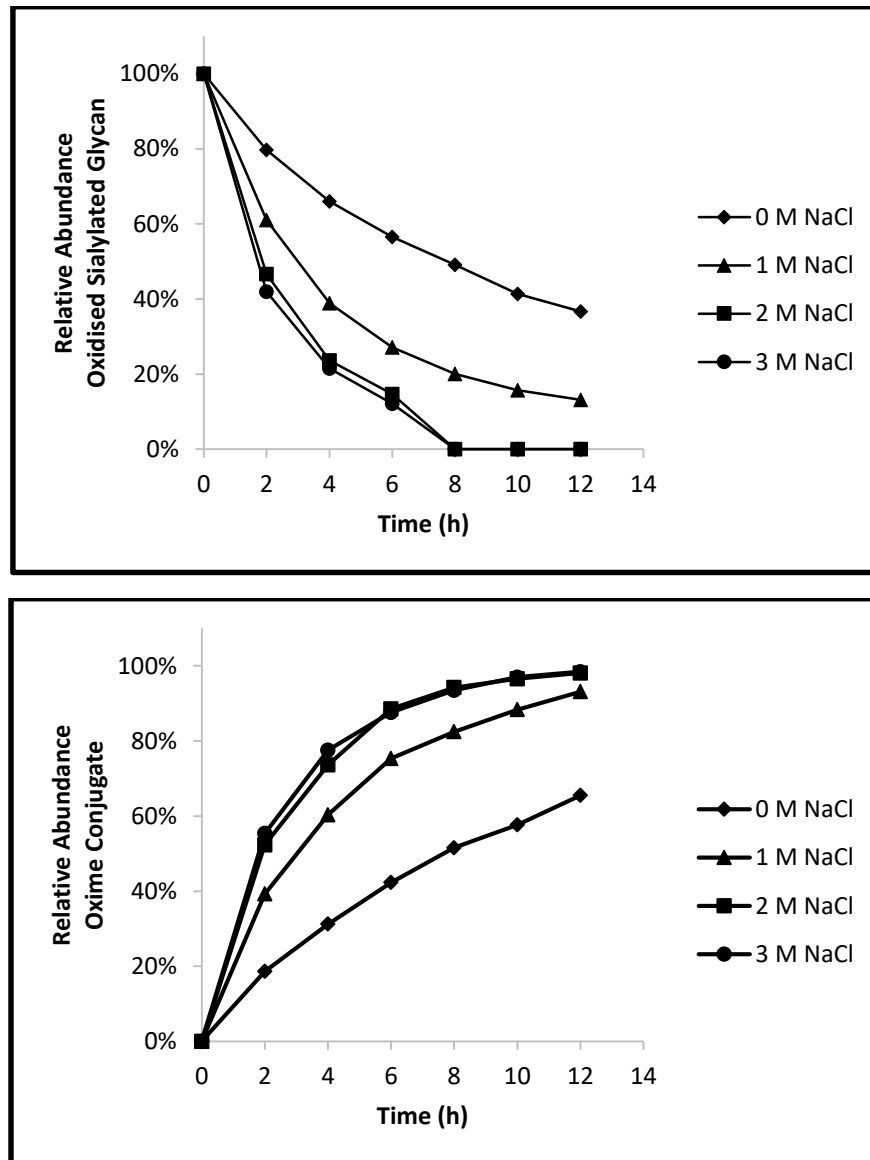 Relative Abundance
Oxidised Sialylated Glycan
100%
80%
60%
40%
20%
0%
0 2 4 6 8 10 12 14
Time (h)
0 M NaCl
1 M NaCl
2 M NaCl
3 M NaCl
Relative Abundance
Oxime Conjugate
100%
80%
60%
40%
20%
0%
0 2 4 6 8 10 12 14
Time (h)
0 M NaCl
1 M NaCl
2 M NaCl
3 M NaCl